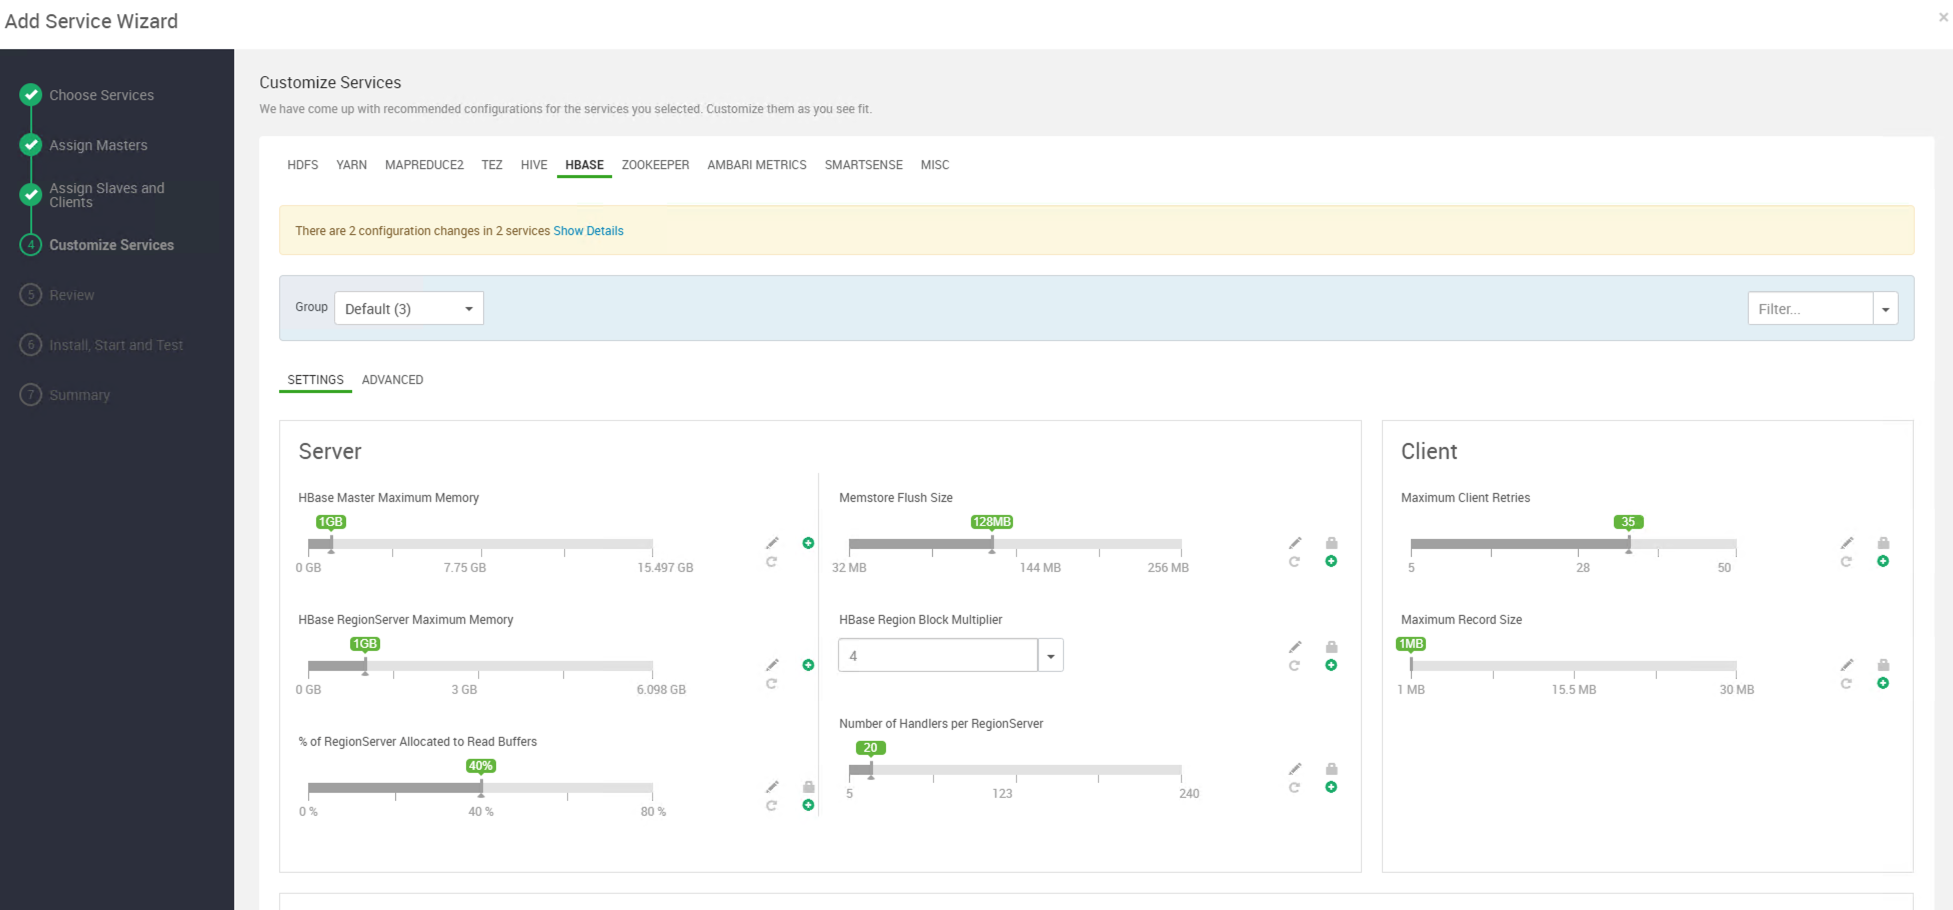 Add Service Wizard
×
Choose Services
Assign Masters
Assign Slaves and
Clients
4 Customize Services
5 Review
6 Install, Start and Test
7 Summary
Customize Services
We have come up with recommended configurations for the services you selected. Customize them as you see fit.
HDFS YARN MAPREDUCE2 TEZ HIVE HBASE ZOOKEEPER AMBARI METRICS SMARTSENSE MISC
There are 2 configuration changes in 2 services Show Details
Group Default (3) Filter...
SETTINGS ADVANCED
Server
HBase Master Maximum Memory
1GB
0 GB 7.75 GB 15.497 GB
HBase RegionServer Maximum Memory
1GB
0 GB 3 GB 6.098 GB
% of RegionServer Allocated to Read Buffers
40%
0 % 40 % 80 %
Memstore Flush Size
128MB
32 MB 144 MB 256 MB
HBase Region Block Multiplier
4
Number of Handlers per RegionServer
20
5 123 240
Client
Maximum Client Retries
35
5 28 50
Maximum Record Size
1MB
1 MB 15.5 MB 30 MB